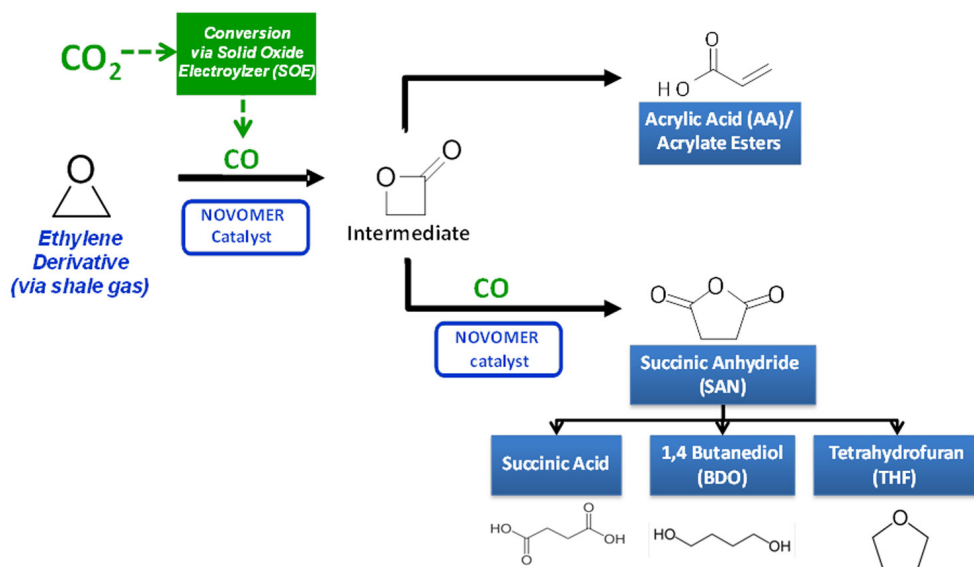 CO2
Conversion
via Solid Oxide
Electroylzer (SOE)
CO
O
Ethylene
Derivative
(via shale gas)
NOVOMER
Catalyst
O
O
Intermediate
O
HO
Acrylic Acid (AA)/
Acrylate Esters
CO
NOVOMER
catalyst
O
O
O
Succinic Anhydride
(SAN)
Succinic Acid
1,4 Butanediol
(BDO)
Tetrahydrofuran
(THF)
HO
O
O
OH
HO
OH
O